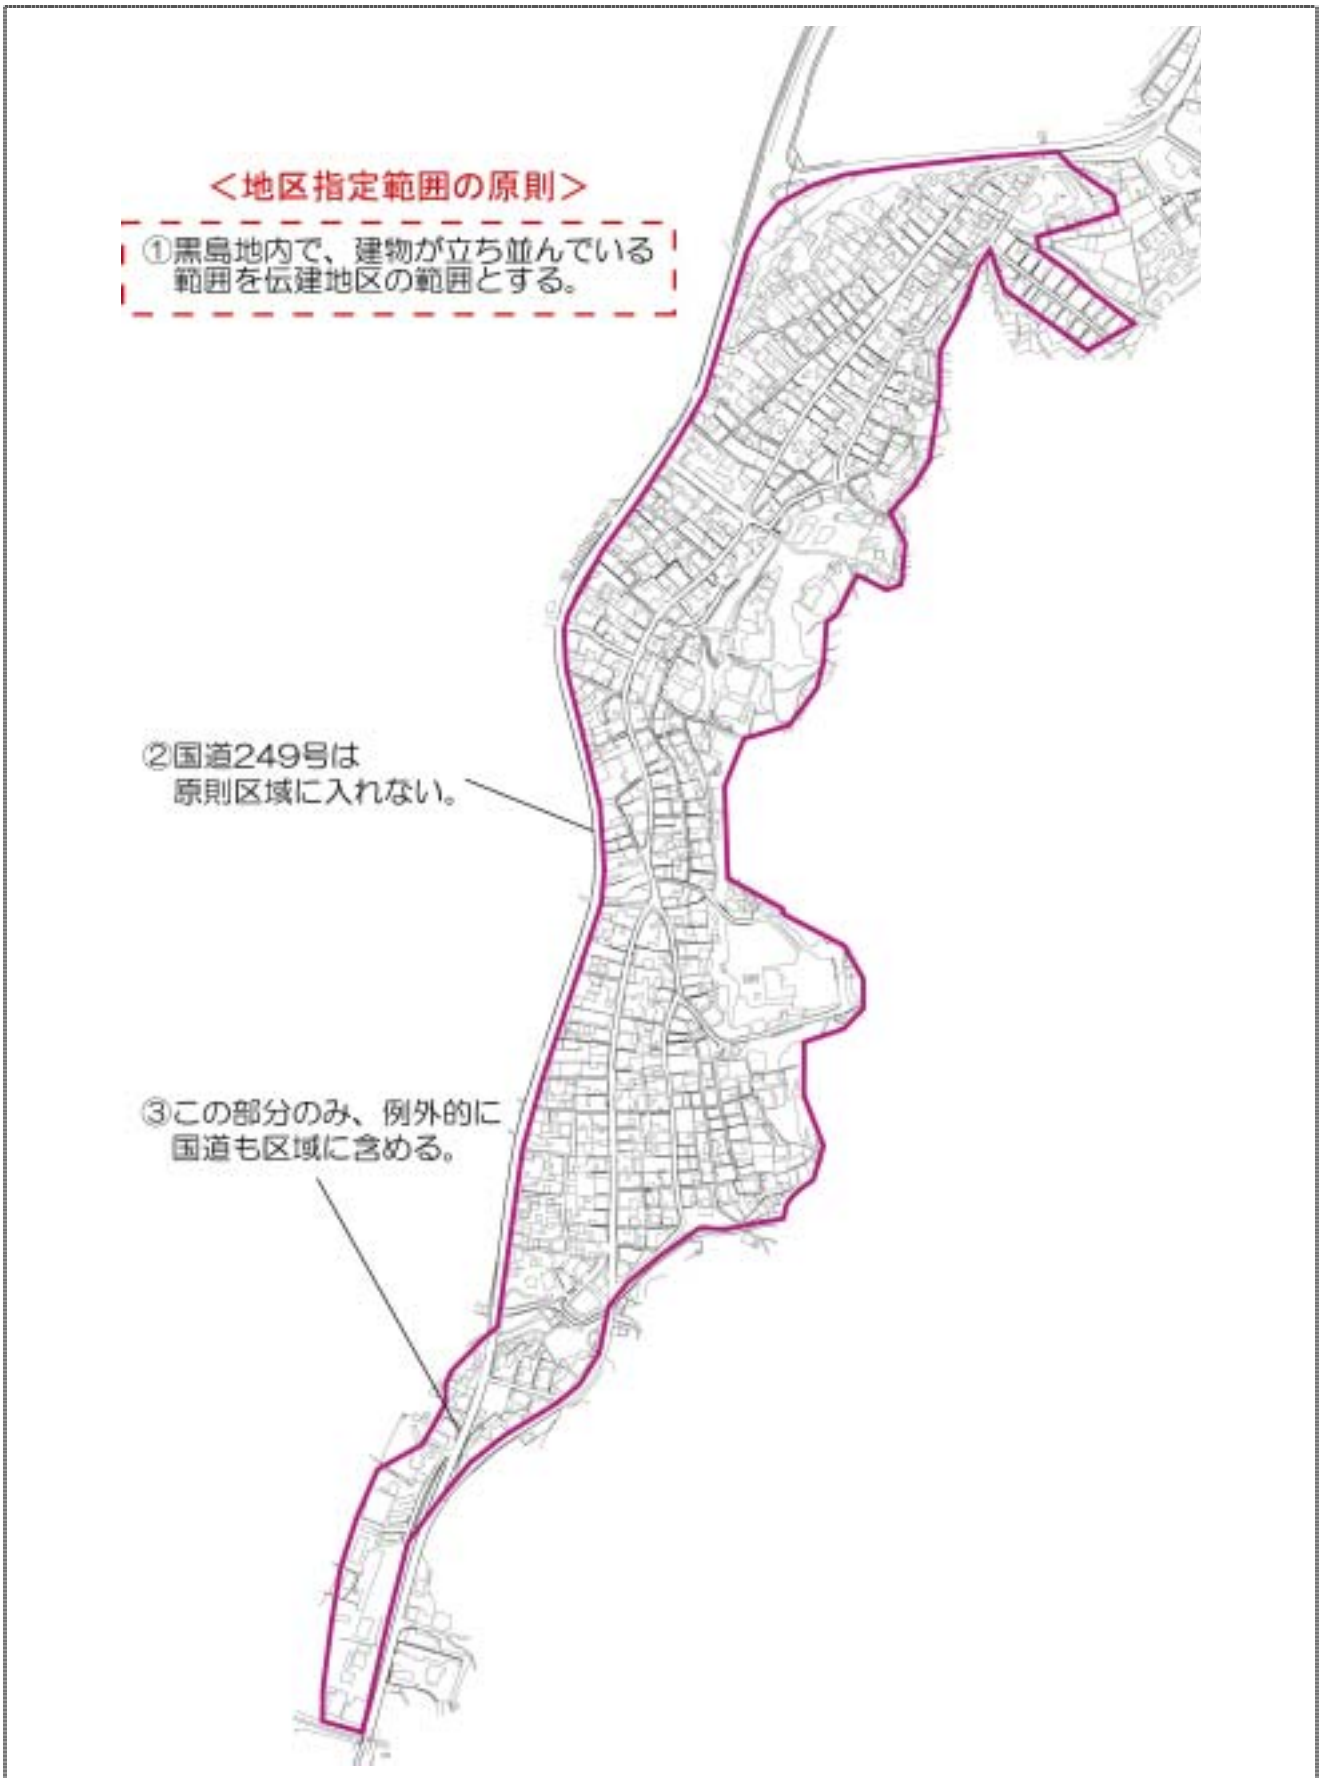 ＜地区指定範囲の原則＞
①黒島地内で、建物が立ち並んでいる
範囲を伝建地区の範囲とする。
②国道249号は
原則区域に入れない。
③この部分のみ、例外的に
国道も区域に含める。